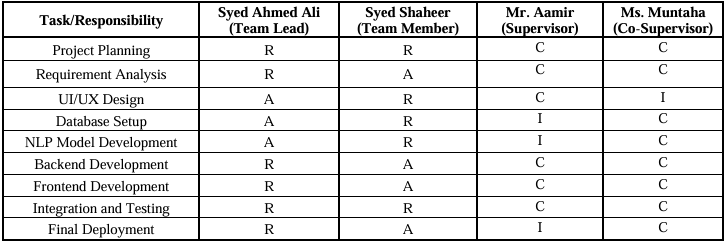 Task/Responsibility Syed Ahmed Ali (Team Lead) Syed Shaheer (Team Member) Mr. Aamir (Supervisor) Ms. Muntaha (Co-Supervisor)
Project Planning R R C C
Requirement Analysis R A C C
UI/UX Design A R C I
Database Setup A R I C
NLP Model Development A R I C
Backend Development R A C C
Frontend Development R A C C
Integration and Testing R R C C
Final Deployment R A I C